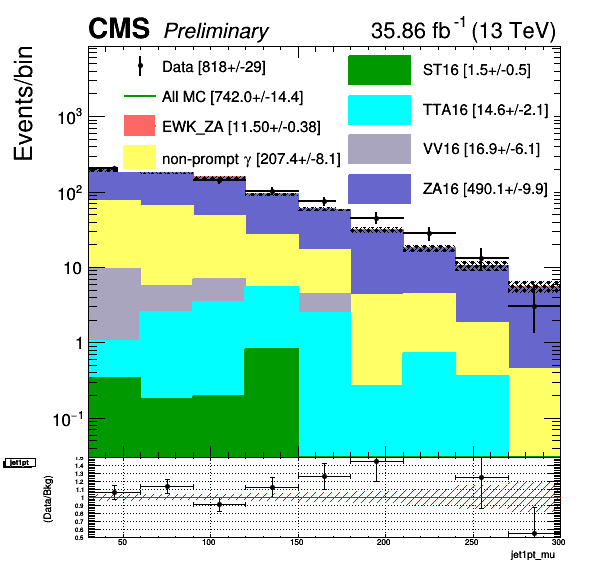 CMS Preliminary 35.86 fb⁻¹ (13 TeV)
Events/bin
Data [818+/-29]
All MC [742.0+/-14.4]
EWK_ZA [11.50+/-0.38]
non-prompt γ [207.4+/-8.1]
ST16 [1.5+/-0.5]
TTA16 [14.6+/-2.1]
VV16 [16.9+/-6.1]
ZA16 [490.1+/-9.9]
10³
10²
10
1
10⁻¹
jet1pt_
(Data/Bkg)
1.5
1.4
1.3
1.2
1.1
1
0.9
0.8
0.7
0.6
0.5
50 100 150 200 250 300
jet1pt_mu